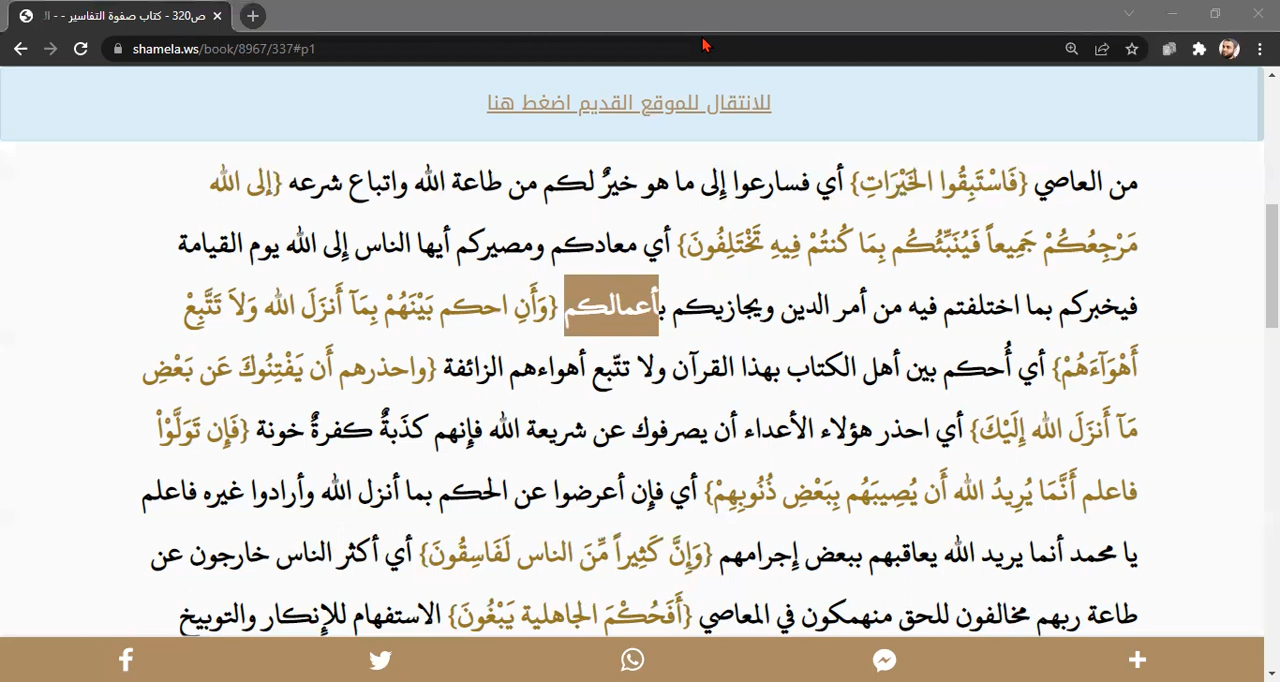 ص320 - كتاب صفوة التفاسير - - ال
shamela.ws/book/8967/337#p1
للانتقال للموقع القديم اضغط هنا
من العاصي {فَاسْتَبِقُوا الْخَيْرَاتِ} أي فسارعوا إِلى ما هو خيرٌ لكم من طاعة الله واتباع شرعه {إلى الله
مَرْجِعُكُمْ جَمِيعاً فَيُنَبِّئُكُم بِمَا كُنتُمْ فِيهِ تَخْتَلِفُونَ} أي معادكم ومصيركم أيها الناس إِلى الله يوم القيامة
فيخبركم بما اختلفتم فيه من أمر الدين ويجازيكم بأعمالكم {وَأَنِ احكم بَيْنَهُمْ بِمَآ أَنزَلَ الله وَلاَ تَتَّبِعْ
أَهْوَآءَهُمْ} أي أُحكم بين أهل الكتاب بهذا القرآن ولا تتّبع أهواءهم الزائفة {واحذرهم أَن يَفْتِنُوكَ عَن بَعْضِ
مَآ أَنزَلَ الله إِلَيْكَ} أي احذر هؤلاء الأعداء أن يصرفوك عن شريعة الله فإِنهم كذَبةٌ كفرةٌ خونة {فَإِن تَوَلَّوْاْ
فاعلم أَنَّمَا يُرِيدُ الله أَن يُصِيبَهُم بِبَعْضِ ذُنُوبِهِمْ} أي فإِن أعرضوا عن الحكم بما أنزل الله وأرادوا غيره فاعلم
يا محمد أنما يريد الله يعاقبهم ببعض إِجرامهم {وَإِنَّ كَثِيراً مِّنَ الناس لَفَاسِقُونَ} أي أكثر الناس خارجون عن
طاعة ربهم مخالفون للحق منهمكون في المعاصي {أَفَحُكْمَ الجاهلية يَبْغُونَ} الاستفهام للإِنكار والتوبيخ